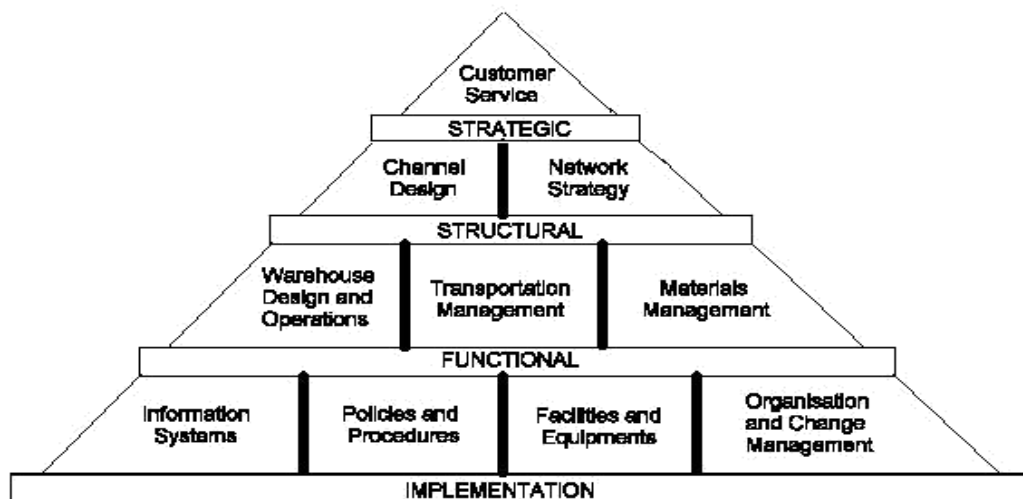 Customer
Service
STRATEGIC
Channel
Design
Network
Strategy
STRUCTURAL
Warehouse
Design and
Operations
Transportation
Management
Materials
Management
FUNCTIONAL
Information
Systems
Policies and
Procedures
Facilities and
Equipments
Organisation
and Change
Management
IMPLEMENTATION